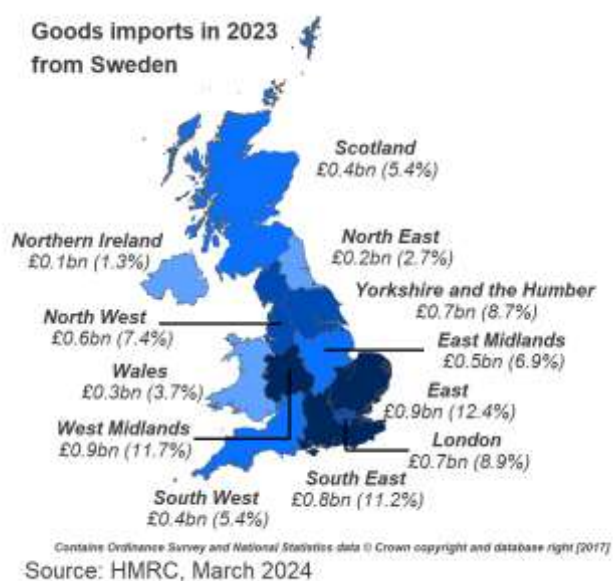 Goods imports in 2023
from Sweden
Scotland
£0.4bn (5.4%)
Northern Ireland
£0.1bn (1.3%)
North East
£0.2bn (2.7%)
Yorkshire and the Humber
£0.7bn (8.7%)
North West
£0.6bn (7.4%)
East Midlands
£0.5bn (6.9%)
Wales
£0.3bn (3.7%)
East
£0.9bn (12.4%)
West Midlands
£0.9bn (11.7%)
London
£0.7bn (8.9%)
South East
£0.8bn (11.2%)
South West
£0.4bn (5.4%)
Contains Ordinance Survey and National Statistics data © Crown copyright and database right [2017]
Source: HMRC, March 2024